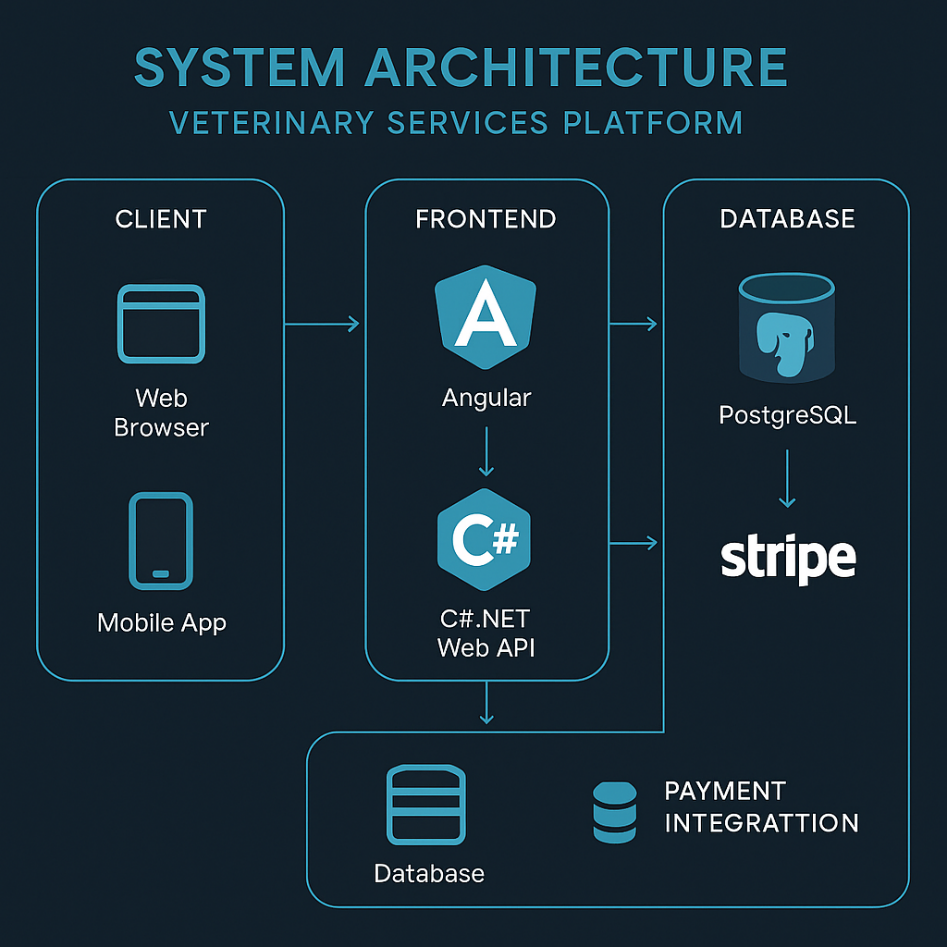 SYSTEM ARCHITECTURE
VETERINARY SERVICES PLATFORM
CLIENT
Web
Browser
Mobile App
FRONTEND
A
Angular
C#
C#.NET
Web API
DATABASE
PostgreSQL
stripe
Database
PAYMENT
INTEGRATTION